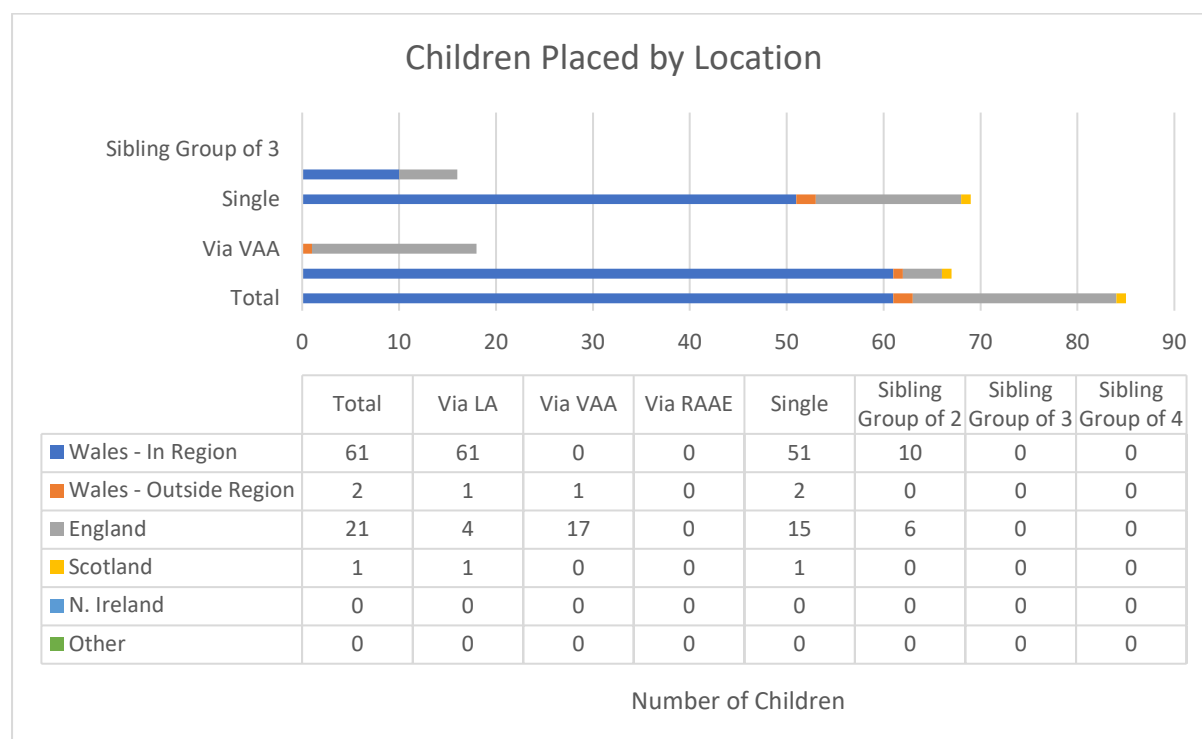 Children Placed by Location
Sibling Group of 3
Single
Via VAA
Total
0 10 20 30 40 50 60 70 80 90
Total Via LA Via VAA Via RAAE Single Sibling Group of 2 Sibling Group of 3 Sibling Group of 4
Wales - In Region 61 61 0 0 51 10 0 0
Wales - Outside Region 2 1 1 0 2 0 0 0
England 21 4 17 0 15 6 0 0
Scotland 1 1 0 0 1 0 0 0
N. Ireland 0 0 0 0 0 0 0 0
Other 0 0 0 0 0 0 0 0
Number of Children